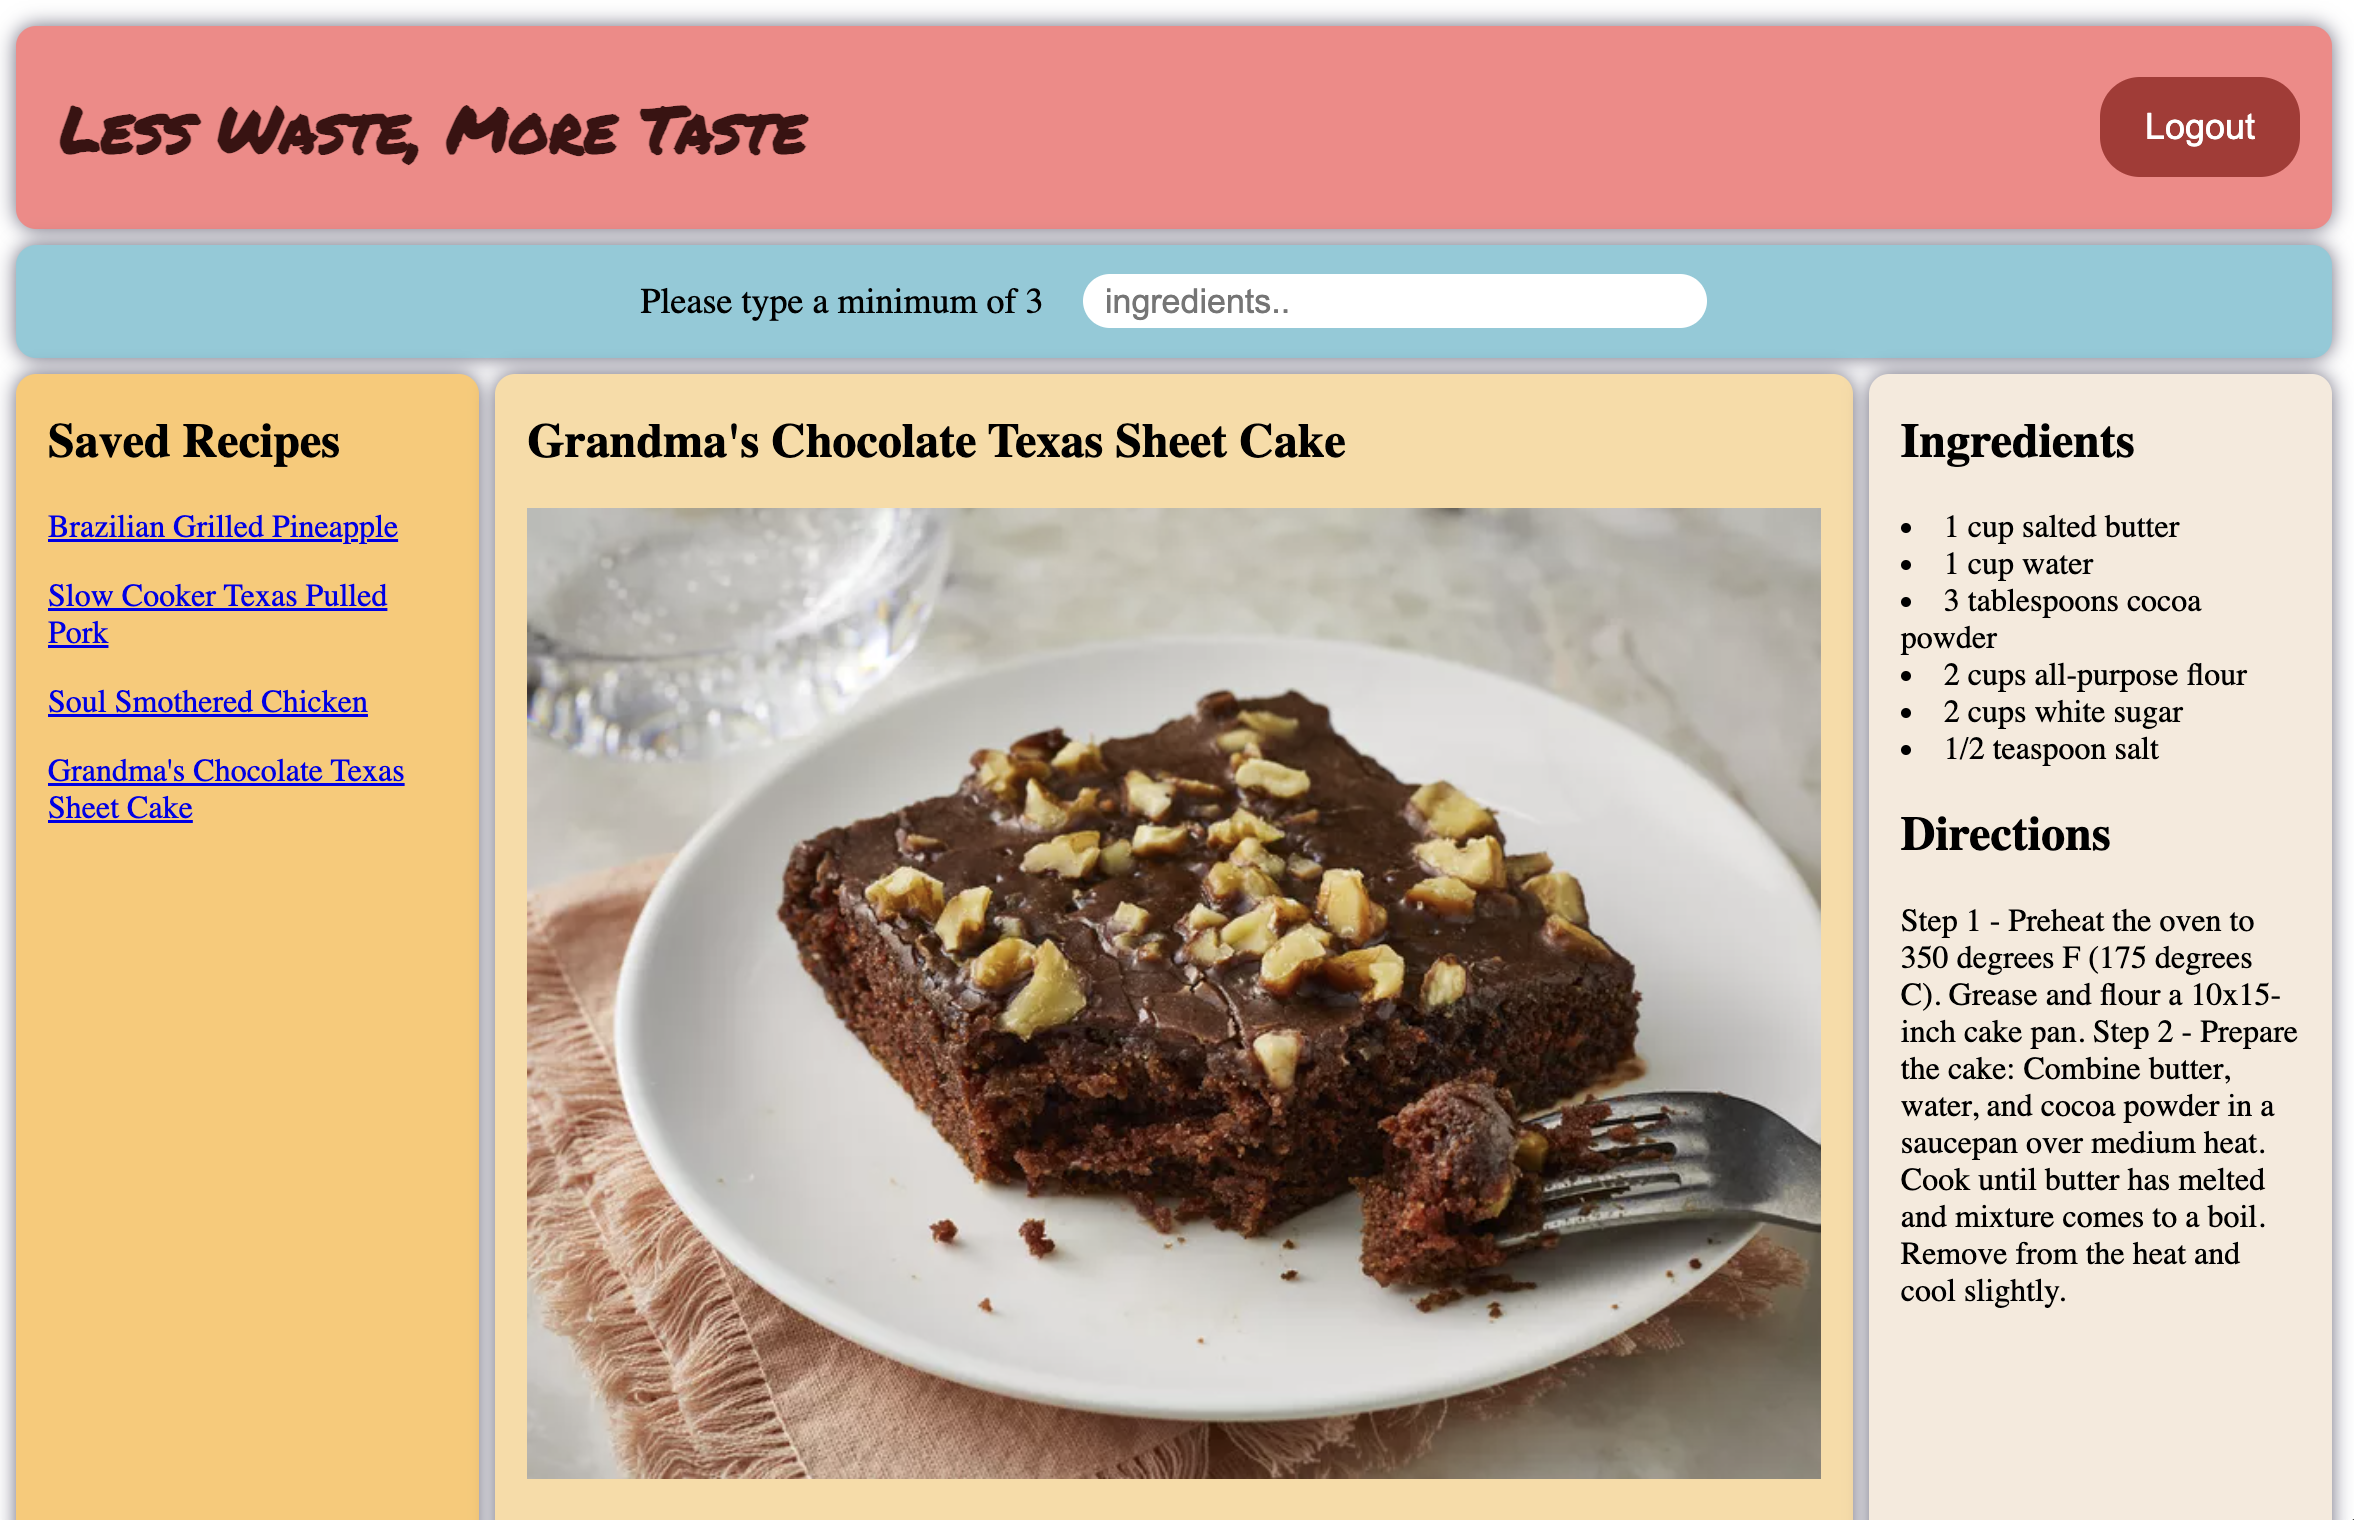 Less Waste, More Taste
Logout
Please type a minimum of 3
ingredients..
Saved Recipes
Brazilian Grilled Pineapple
Slow Cooker Texas Pulled
Pork
Soul Smothered Chicken
Grandma's Chocolate Texas
Sheet Cake
Grandma's Chocolate Texas Sheet Cake
Ingredients
• 1 cup salted butter
• 1 cup water
• 3 tablespoons cocoa
powder
• 2 cups all-purpose flour
• 2 cups white sugar
• 1/2 teaspoon salt
Directions
Step 1 - Preheat the oven to
350 degrees F (175 degrees
C). Grease and flour a 10x15-
inch cake pan. Step 2 - Prepare
the cake: Combine butter,
water, and cocoa powder in a
saucepan over medium heat.
Cook until butter has melted
and mixture comes to a boil.
Remove from the heat and
cool slightly.